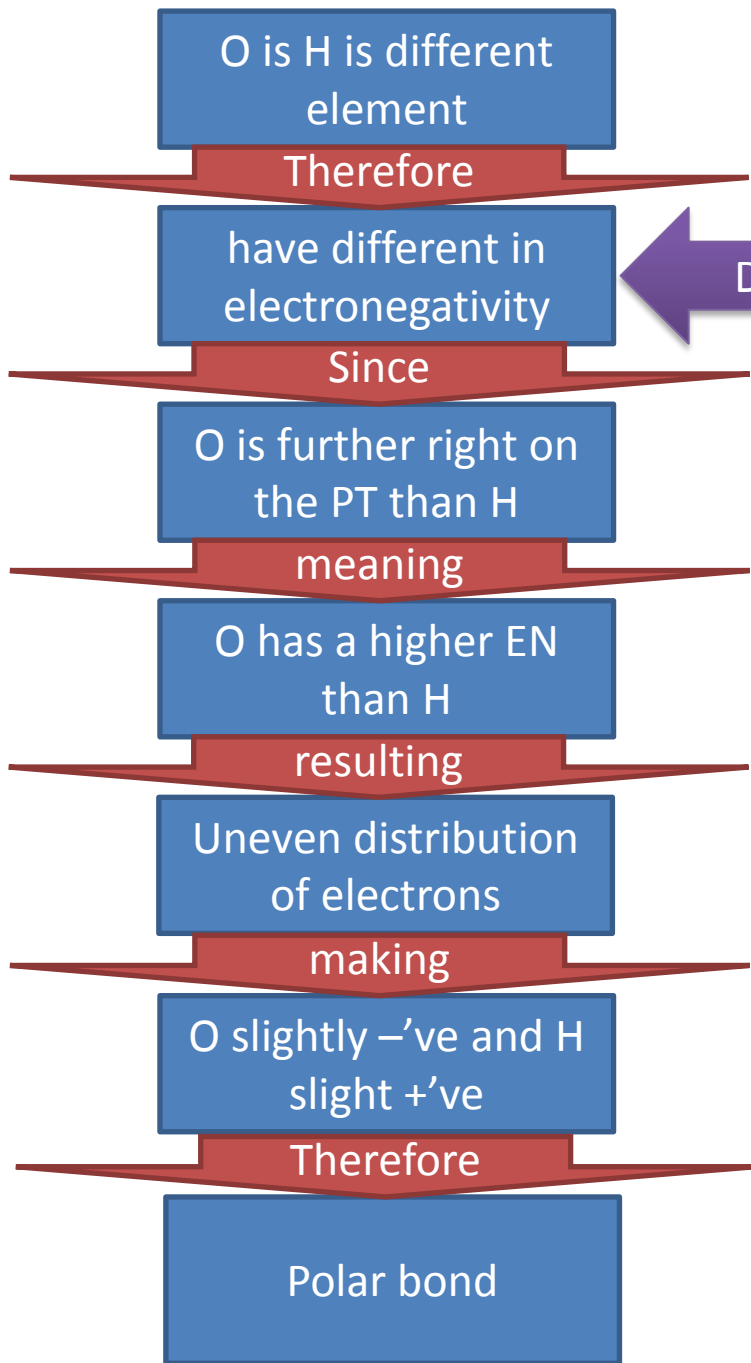 O is H is different
element
Therefore
have different in
electronegativity
D
Since
O is further right on
the PT than H
meaning
O has a higher EN
than H
resulting
Uneven distribution
of electrons
making
O slightly –’ve and H
slight +’ve
Therefore
Polar bond